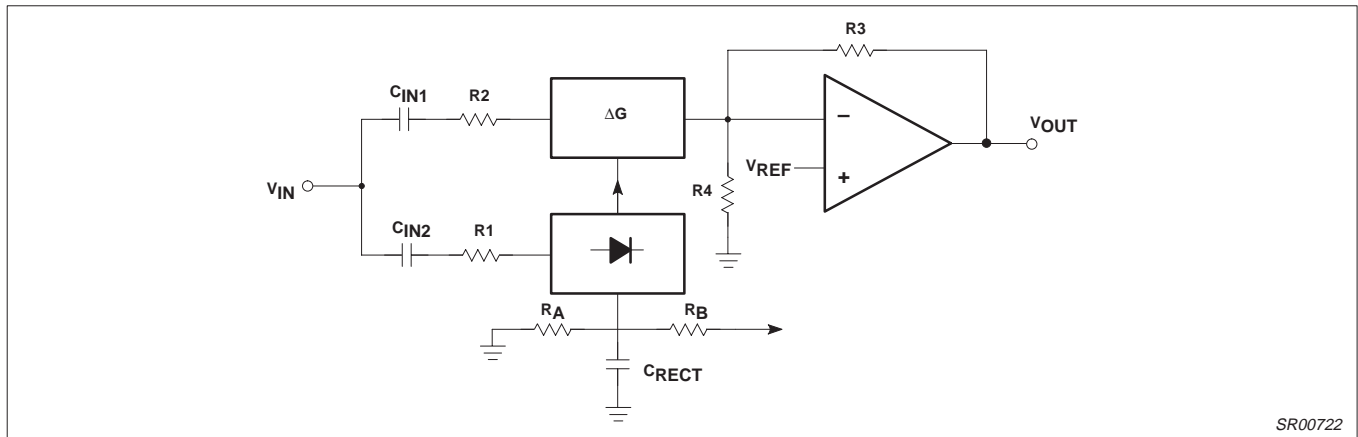 R3
CIN1
R2
ΔG
−
VOUT
VREF
+
R4
VIN
CIN2
R1
RA
RB
CRECT
SR00722